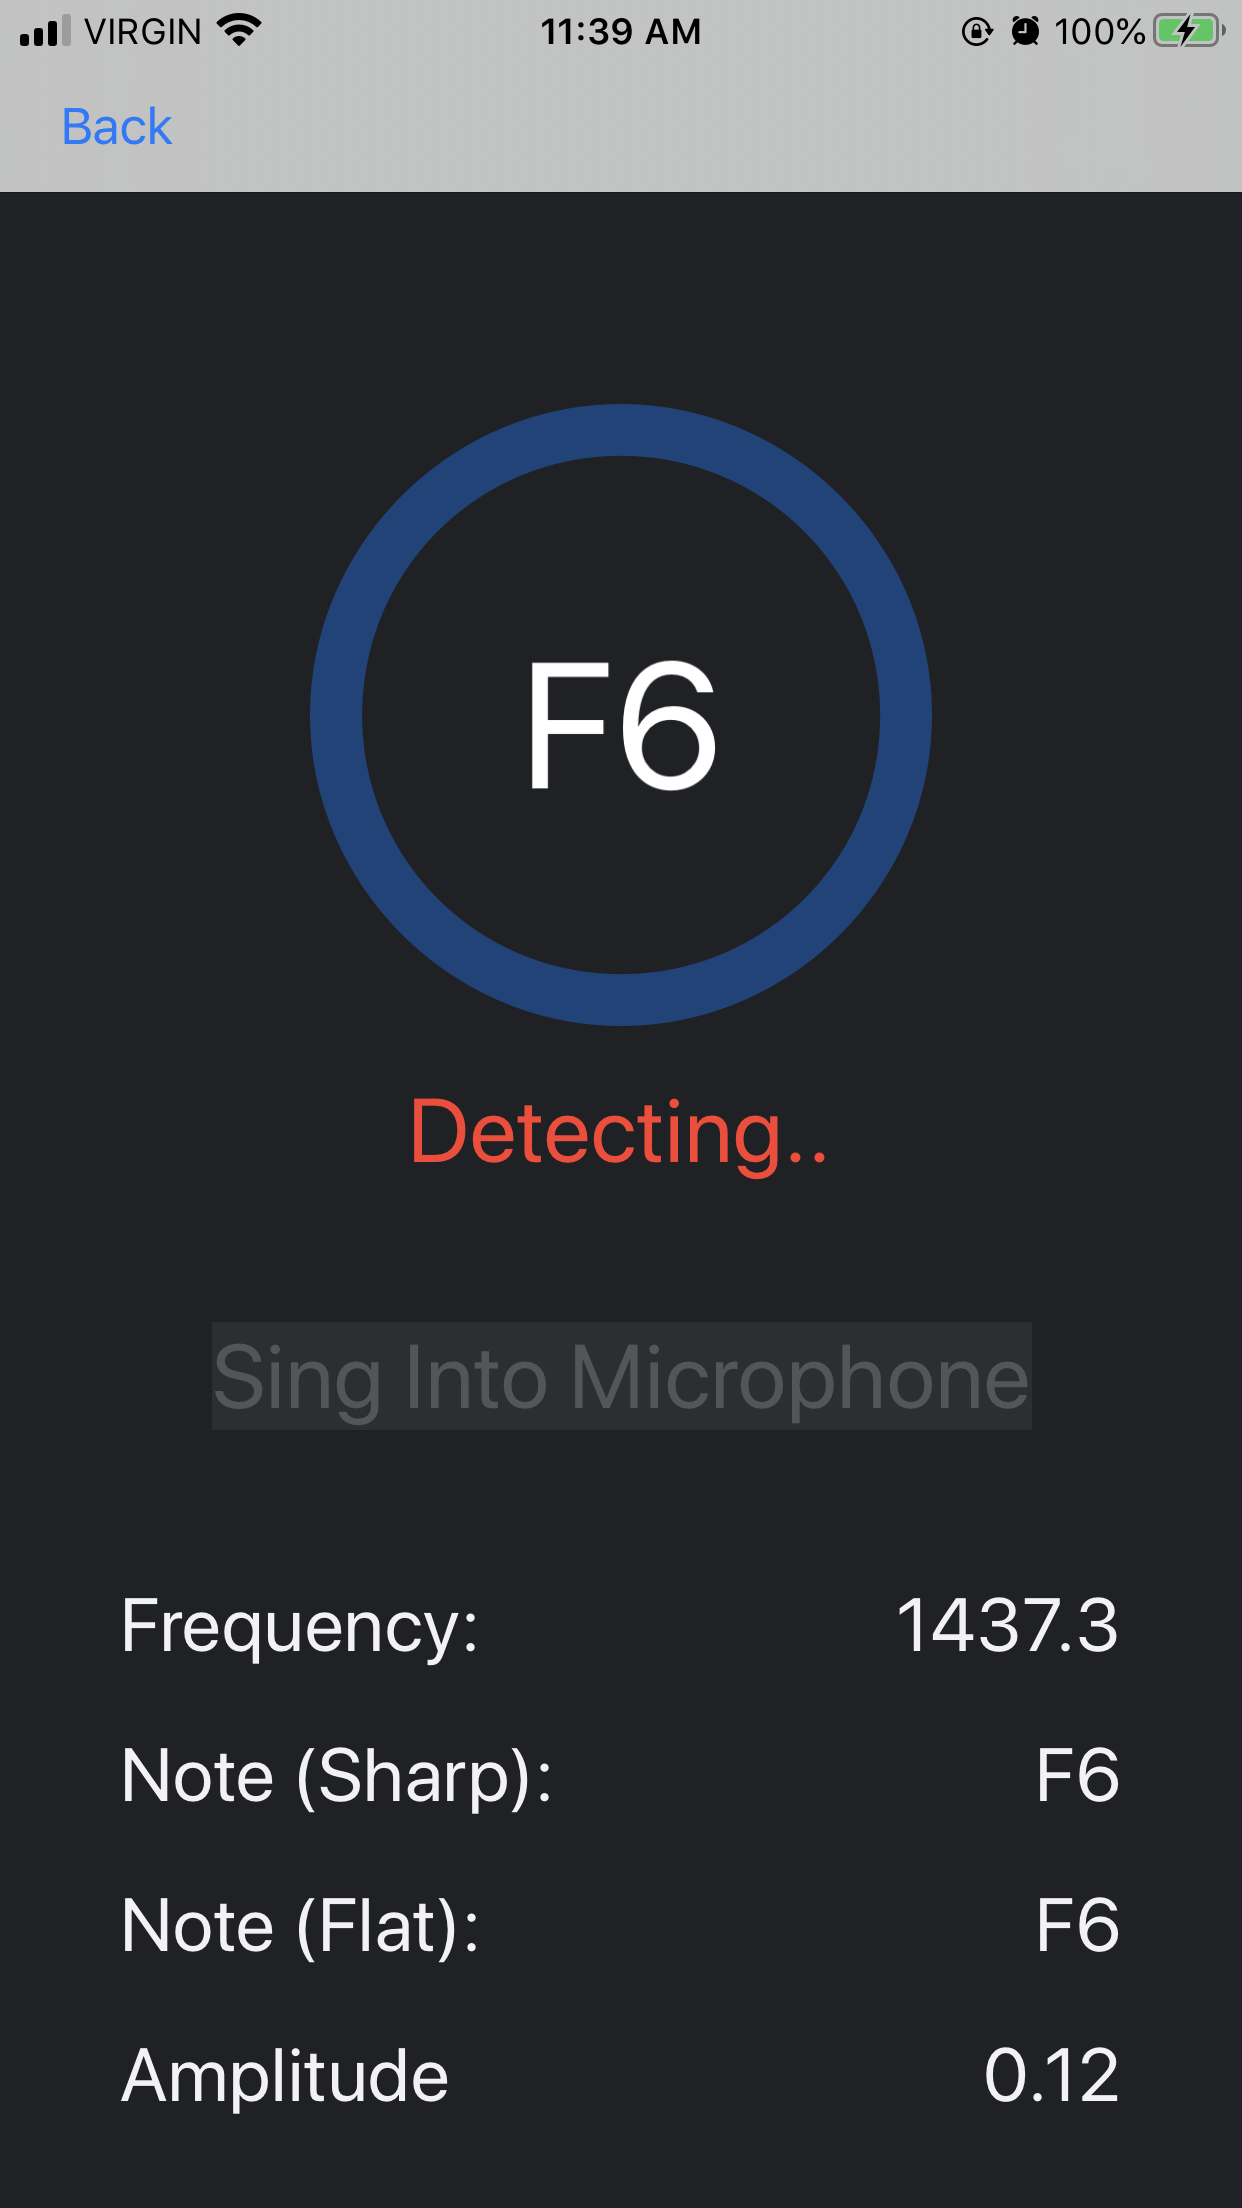 VIRGIN 11:39 AM 100%
Back
F6
Detecting..
Sing Into Microphone
Frequency: 1437.3
Note (Sharp): F6
Note (Flat): F6
Amplitude 0.12